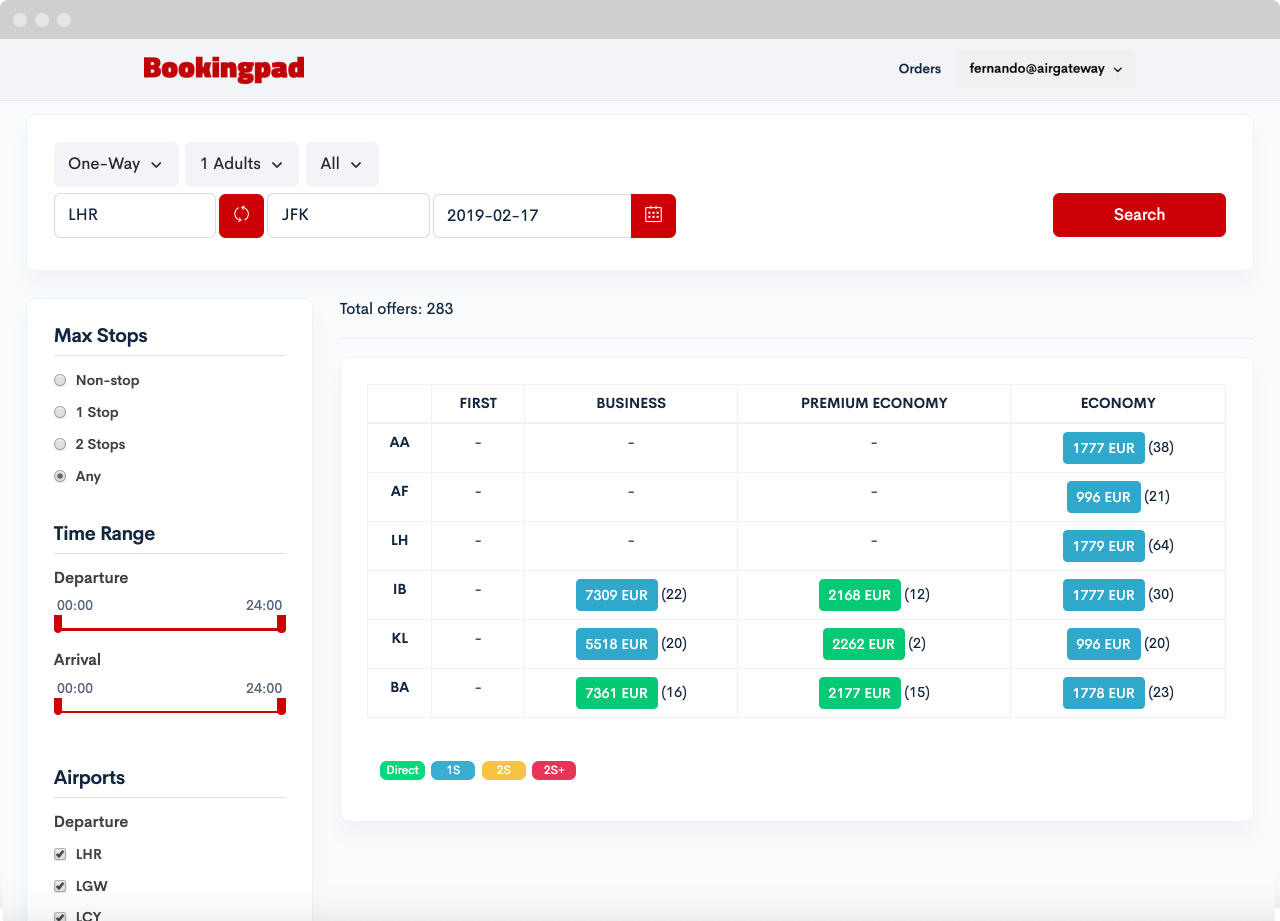 Bookingpad
Orders fernando@airgateway
One-Way 1 Adults All
LHR JFK 2019-02-17 Search
Max Stops
Non-stop
1 Stop
2 Stops
Any
Time Range
Departure
00:00 24:00
Arrival
00:00 24:00
Airports
Departure
LHR
LGW
LCY
Total offers: 283
FIRST BUSINESS PREMIUM ECONOMY ECONOMY
AA - - - 1777 EUR (38)
AF - - - 996 EUR (21)
LH - - - 1779 EUR (64)
IB - 7309 EUR (22) 2168 EUR (12) 1777 EUR (30)
KL - 5518 EUR (20) 2262 EUR (2) 996 EUR (20)
BA - 7361 EUR (16) 2177 EUR (15) 1778 EUR (23)
Direct 1S 2S 2S+